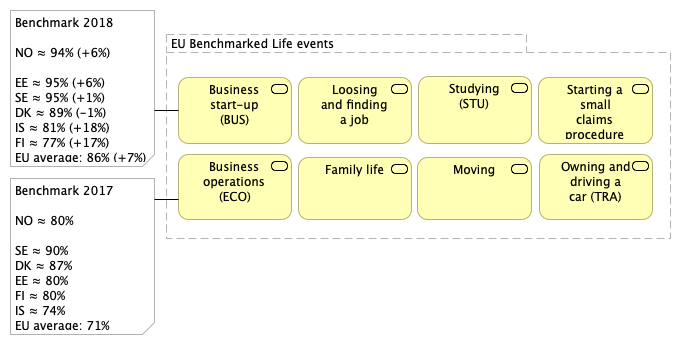 Benchmark 2018
NO ≈ 94% (+6%)
EE ≈ 95% (+6%)
SE ≈ 95% (+1%)
DK ≈ 89% (-1%)
IS ≈ 81% (+18%)
FI ≈ 77% (+17%)
EU average: 86% (+7%)
EU Benchmarked Life events
Business
start-up
(BUS)
Loosing
and finding
a job
Studying
(STU)
Starting a
small
claims
procedure
Business
operations
(ECO)
Family life
Moving
Owning and
driving a
car (TRA)
Benchmark 2017
NO ≈ 80%
SE ≈ 90%
DK ≈ 87%
EE ≈ 80%
FI ≈ 80%
IS ≈ 74%
EU average: 71%